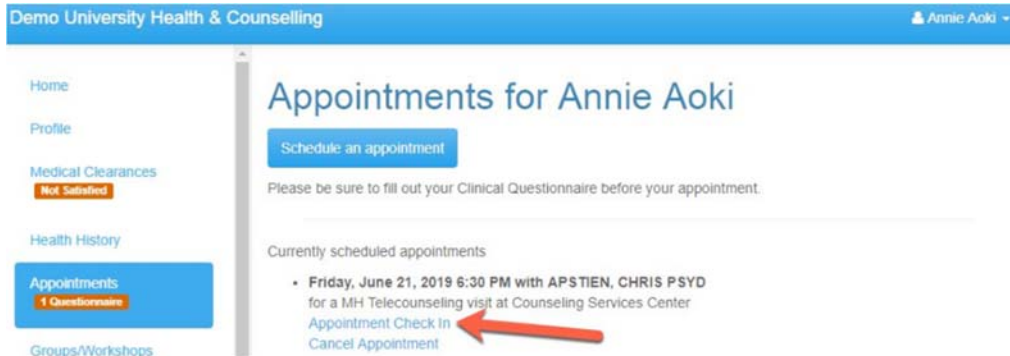 Demo University Health & Counselling
Annie Aoki
Home
Profile
Medical Clearances
Not Satisfied
Health History
Appointments
1 Questionnaire
Groups/Workshops
Appointments for Annie Aoki
Schedule an appointment
Please be sure to fill out your Clinical Questionnaire before your appointment.
Currently scheduled appointments
• Friday, June 21, 2019 6:30 PM with APSTIEN, CHRIS PSYD
for a MH Telecounseling visit at Counseling Services Center
Appointment Check In
Cancel Appointment